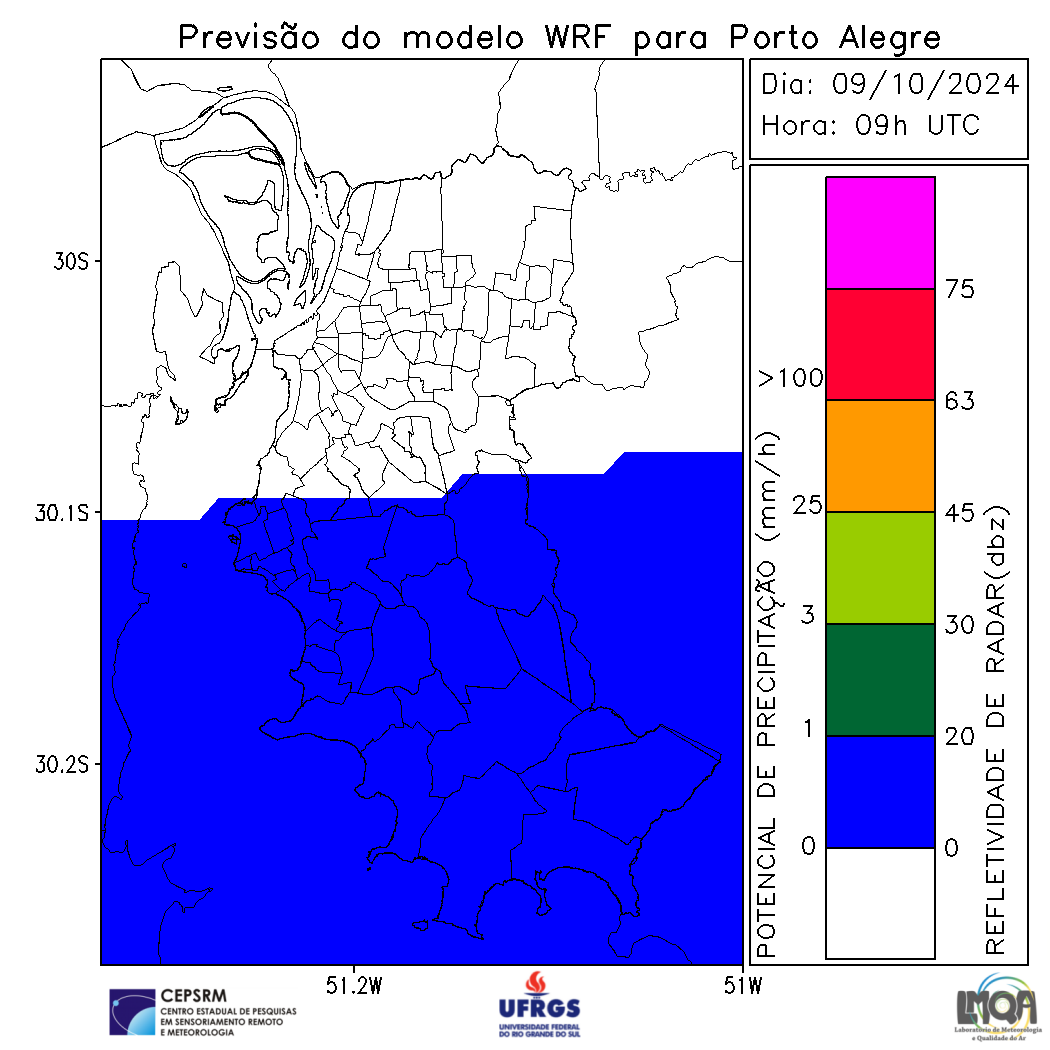 Previsão do modelo WRF para Porto Alegre
Dia: 09/10/2024
Hora: 09h UTC
30S
30.1S
30.2S
51.2W
51W
POTENCIAL DE PRECIPITAÇÃO (mm/h)
>100
25
3
1
0
75
63
45
30
20
0
REFLETIVIDADE DE RADAR(dbz)
CEPSRM
CENTRO ESTADUAL DE PESQUISAS
EM SENSORIAMENTO REMOTO
E METEOROLOGIA
UFRGS
UNIVERSIDADE FEDERAL
DO RIO GRANDE DO SUL
LMQA
Laboratório de Meteorologia
e Qualidade do Ar